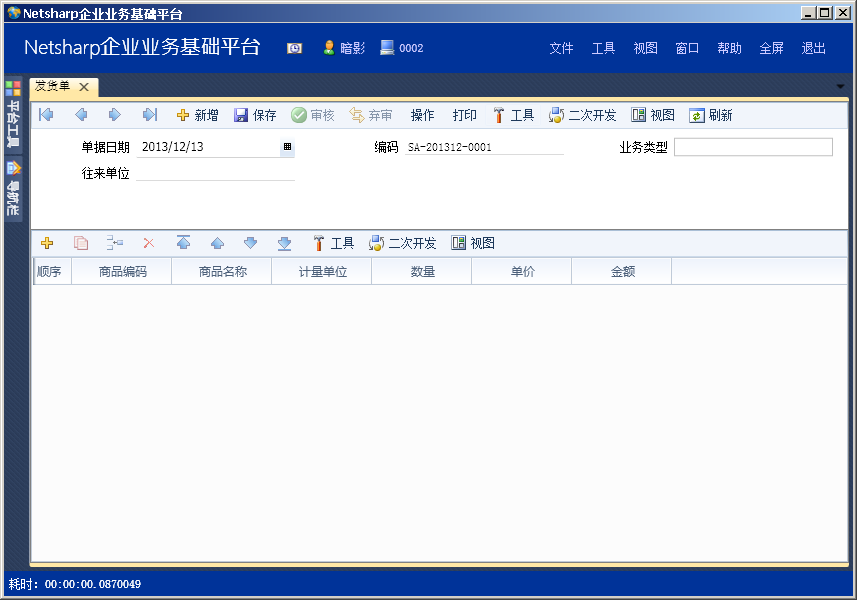 Netsharp企业业务基础平台
Netsharp企业业务基础平台 暗影 0002 文件 工具 视图 窗口 帮助 全屏 退出
发货单
平台工具
导航栏
新增 保存 审核 弃审 操作 打印 工具 二次开发 视图 刷新
单据日期 2013/12/13 编码 SA-201312-0001 业务类型
往来单位
工具 二次开发 视图
顺序 商品编码 商品名称 计量单位 数量 单价 金额
耗时: 00:00:00.0870049